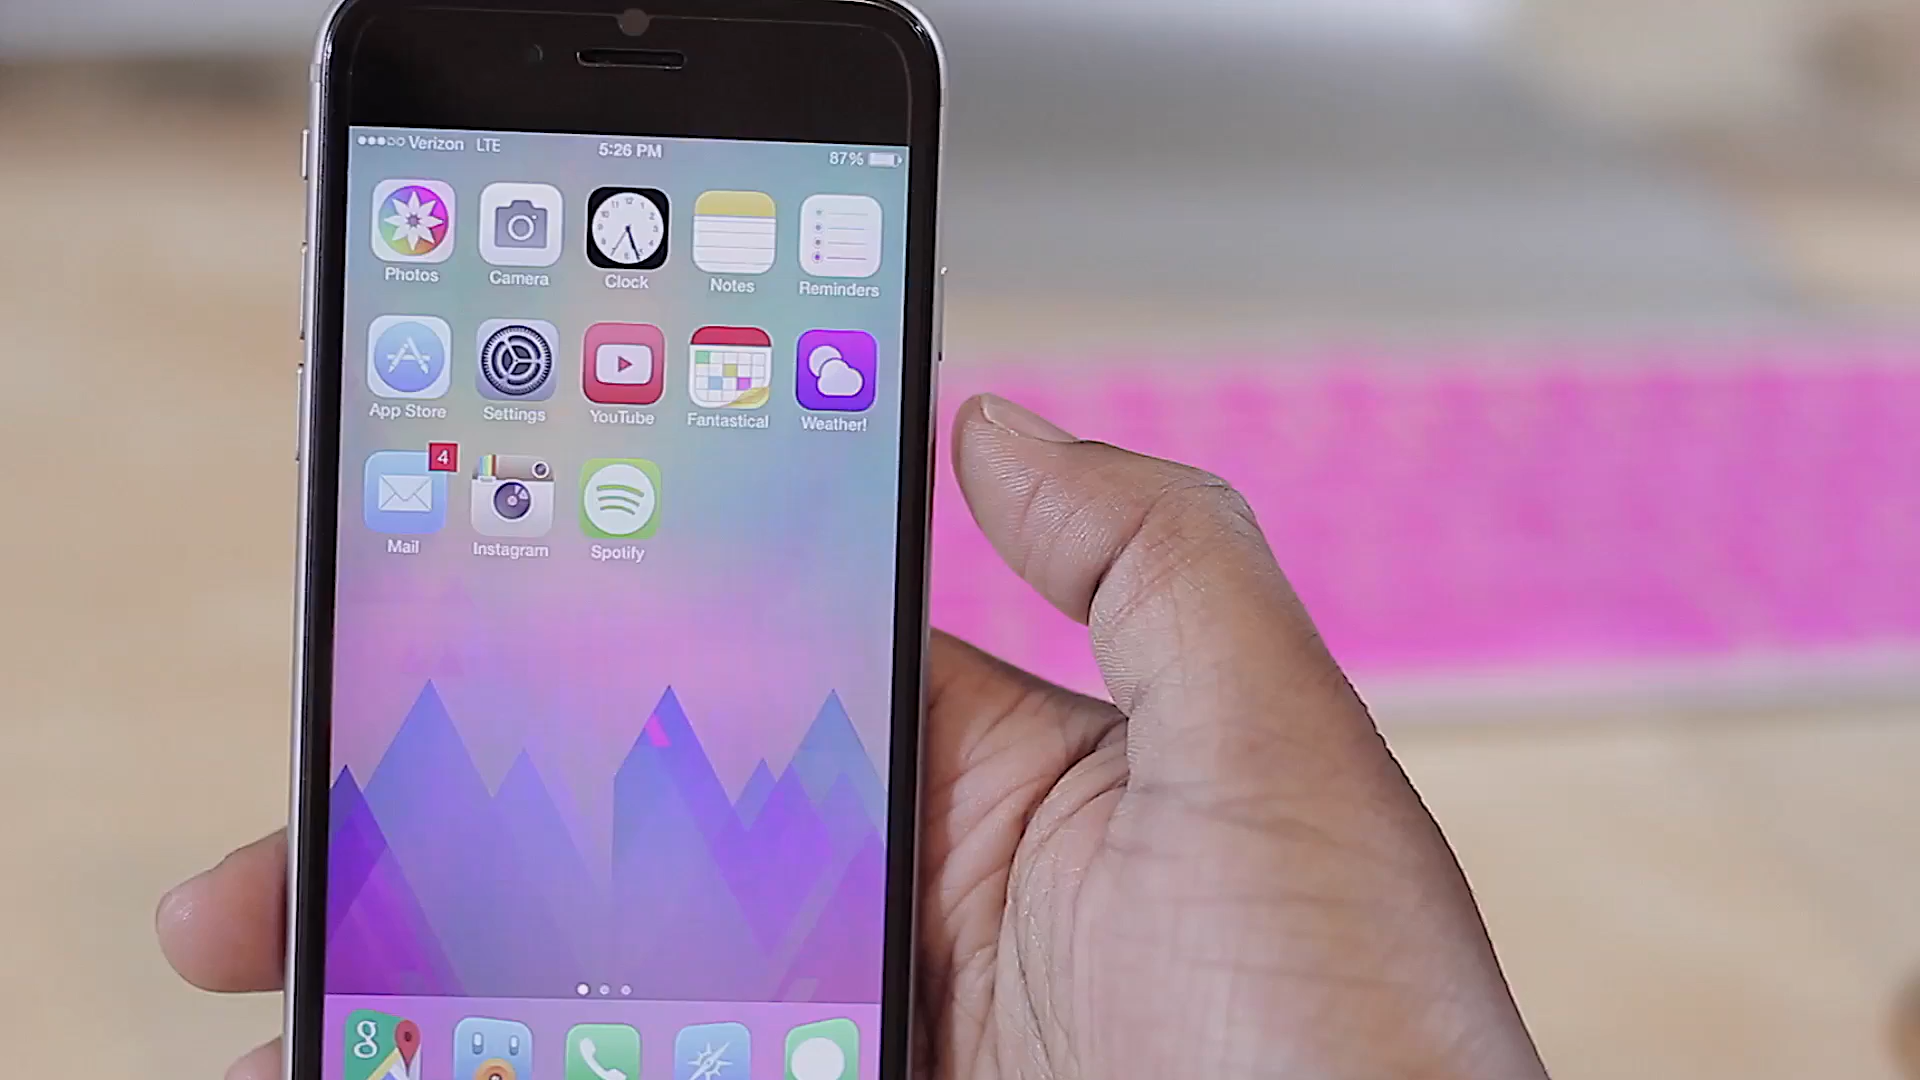 Verizon LTE 5:26 PM 87%
Photos Camera Clock Notes Reminders
App Store Settings YouTube Fantastical Weather!
4
Mail Instagram Spotify
g